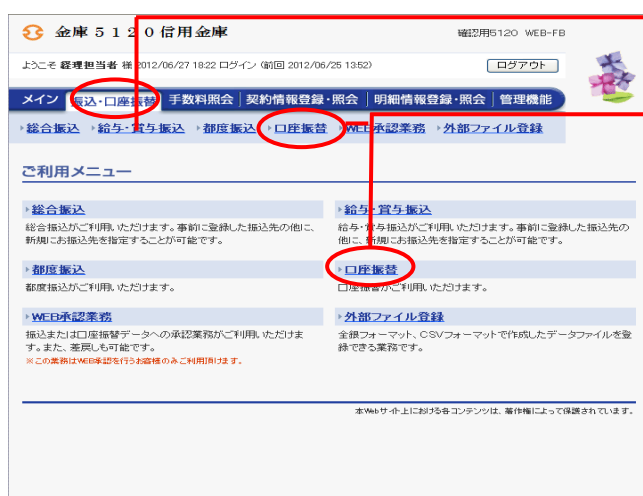 金庫5120信用金庫
確認用5120 WEB-FB
ようこそ 経理担当者 様 2012/06/27 18:22 ログイン (前回 2012/06/25 13:52)
ログアウト
メイン 振込・口座振替 手数料照会 契約情報登録・照会 明細情報登録・照会 管理機能
総合振込 給与・賞与振込 都度振込 口座振替 WEB承認業務 外部ファイル登録
ご利用メニュー
総合振込
総合振込がご利用いただけます。事前に登録した振込先の他に、
新規にお振込先を指定することが可能です。
給与・賞与振込
給与・賞与振込がご利用いただけます。事前に登録した振込先の
他に、新規にお振込先を指定することが可能です。
都度振込
都度振込がご利用いただけます。
口座振替
口座振替がご利用いただけます。
WEB承認業務
振込または口座振替データへの承認業務がご利用いただけま
す。また、差戻しも可能です。
※この業務はWEB承認を行うお客様のみご利用頂けます。
外部ファイル登録
全銀フォーマット、CSVフォーマットで作成したデータファイルを登
録できる業務です。
本Webサイト上における各コンテンツは、著作権によって保護されています。